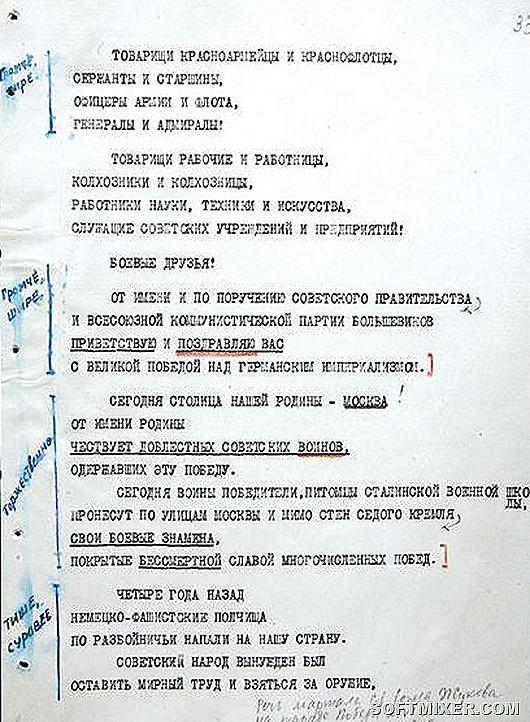 33
Громче,
шире.
ТОВАРИЩИ КРАСНОАРМЕЙЦЫ И КРАСНОФЛОТЦЫ,
СЕРЖАНТЫ И СТАРШИНЫ,
ОФИЦЕРЫ АРМИИ И ФЛОТА,
ГЕНЕРАЛЫ И АДМИРАЛЫ!
ТОВАРИЩИ РАБОЧИЕ И РАБОТНИЦЫ,
КОЛХОЗНИКИ И КОЛХОЗНИЦЫ,
РАБОТНИКИ НАУКИ, ТЕХНИКИ И ИСКУССТВА,
СЛУЖАЩИЕ СОВЕТСКИХ УЧРЕЖДЕНИЙ И ПРЕДПРИЯТИЙ!
БОЕВЫЕ ДРУЗЬЯ!
Громче,
шире.
ОТ ИМЕНИ И ПО ПОРУЧЕНИЮ СОВЕТСКОГО ПРАВИТЕЛЬСТВА
И ВСЕСОЮЗНОЙ КОММУНИСТИЧЕСКОЙ ПАРТИИ БОЛЬШЕВИКОВ
ПРИВЕТСТВУЮ И ПОЗДРАВЛЯЮ ВАС
С ВЕЛИКОЙ ПОБЕДОЙ НАД ГЕРМАНСКИМ ИМПЕРИАЛИЗМОМ.]
Торжественно
СЕГОДНЯ СТОЛИЦА НАШЕЙ РОДИНЫ - МОСКВА!
ОТ ИМЕНИ РОДИНЫ
ЧЕСТВУЕТ ДОБЛЕСТНЫХ СОВЕТСКИХ ВОИНОВ,
ОДЕРЖАВШИХ ЭТУ ПОБЕДУ.
СЕГОДНЯ ВОИНЫ ПОБЕДИТЕЛИ,ПИТОМЦЫ СТАЛИНСКОЙ ВОЕННОЙ ШКО
ЛЫ,
ПРОНЕСУТ ПО УЛИЦАМ МОСКВЫ И МИМО СТЕН СЕДОГО КРЕМЛЯ
СВОИ БОЕВЫЕ ЗНАМЕНА,
ПОКРЫТЫЕ БЕССМЕРТНОЙ СЛАВОЙ МНОГОЧИСЛЕННЫХ ПОБЕД.]
Тише,
суровее
ЧЕТЫРЕ ГОДА НАЗАД
НЕМЕЦКО-ФАШИСТСКИЕ ПОЛЧИЩА
ПО РАЗБОЙНИЧЬИ НАПАЛИ НА НАШУ СТРАНУ.
СОВЕТСКИЙ НАРОД ВЫНУЖДЕН БЫЛ
ОСТАВИТЬ МИРНЫЙ ТРУД И ВЗЯТЬСЯ ЗА ОРУЖИЕ,
Речь маршала Жукова
на параде Победы
SOFTMIXER.COM